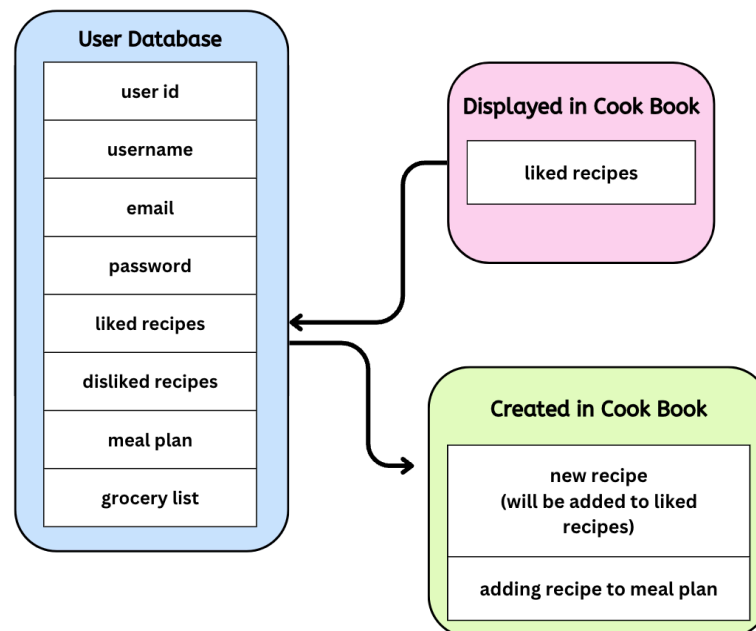 User Database
user id
username
email
password
liked recipes
disliked recipes
meal plan
grocery list
Displayed in Cook Book
liked recipes
Created in Cook Book
new recipe
(will be added to liked
recipes)
adding recipe to meal plan